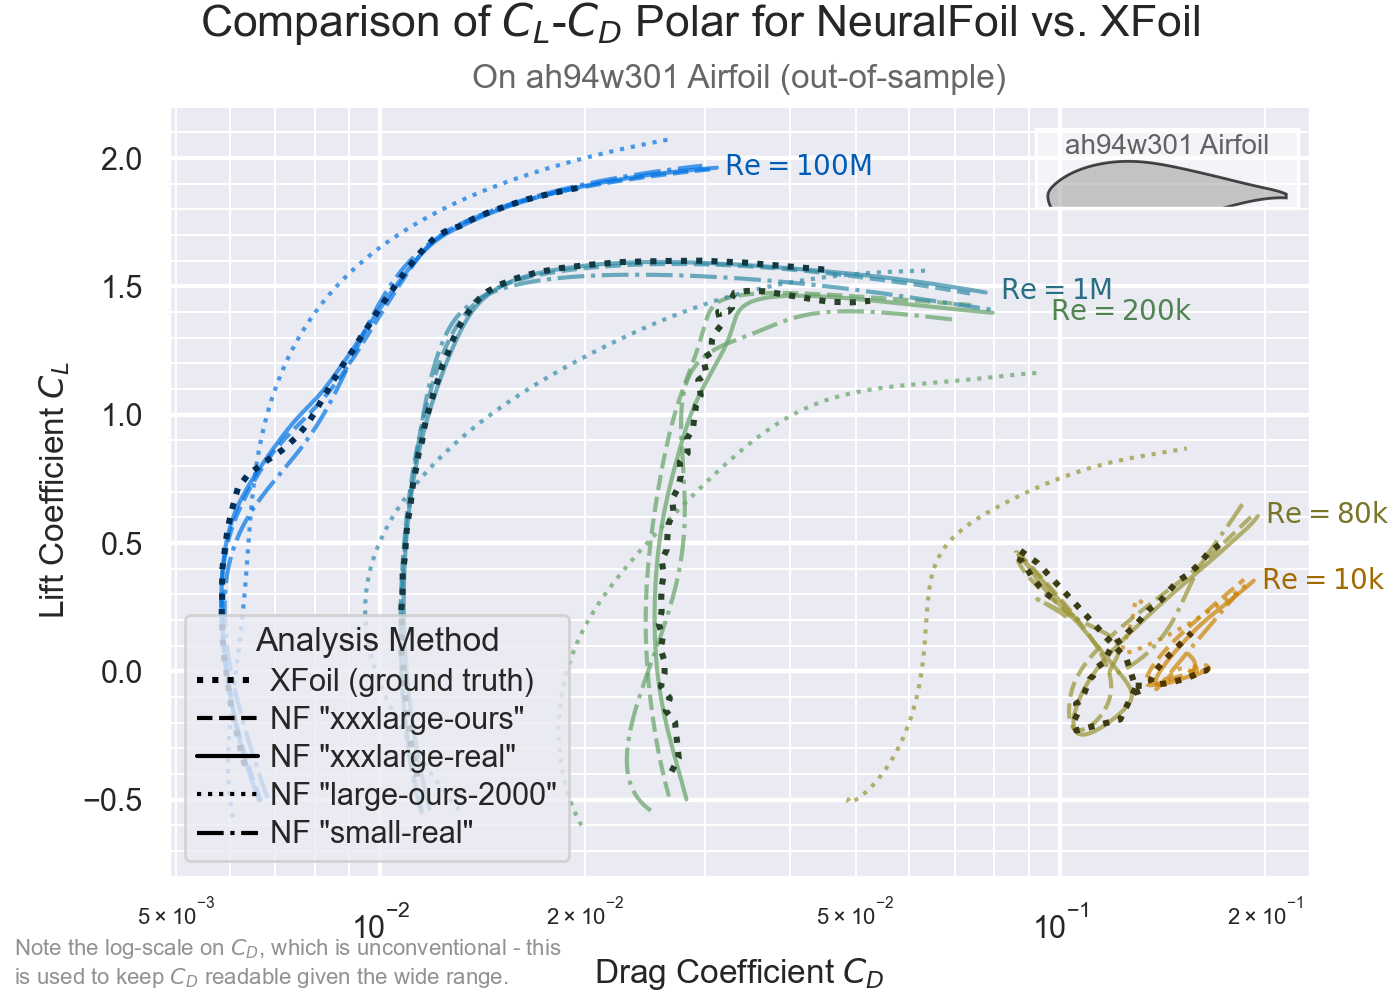 Comparison of C_L-C_D Polar for NeuralFoil vs. XFoil
On ah94w301 Airfoil (out-of-sample)
ah94w301 Airfoil
Re = 100M
Re = 1M
Re = 200k
Re = 80k
Re = 10k
Lift Coefficient C_L
2.0
1.5
1.0
0.5
0.0
−0.5
Analysis Method
XFoil (ground truth)
NF "xxxlarge-ours"
NF "xxxlarge-real"
NF "large-ours-2000"
NF "small-real"
5 × 10⁻³
10⁻²
2 × 10⁻²
5 × 10⁻²
10⁻¹
2 × 10⁻¹
Drag Coefficient C_D
Note the log-scale on C_D, which is unconventional - this
is used to keep C_D readable given the wide range.